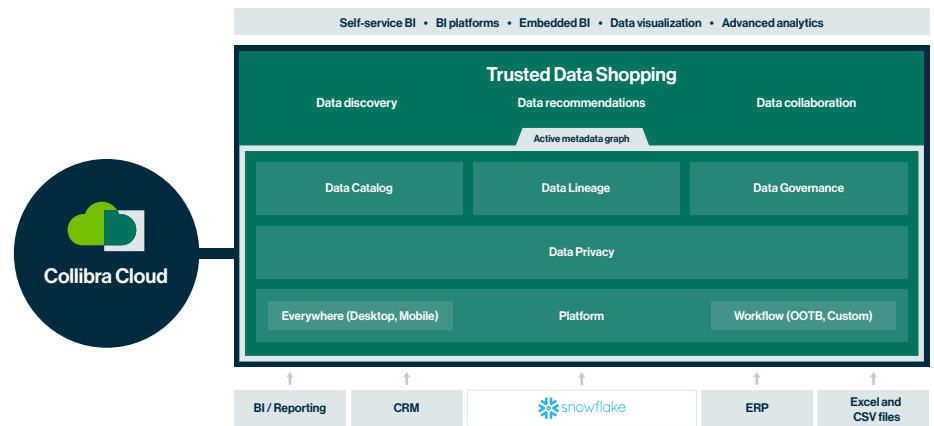 Self-service BI • BI platforms • Embedded BI • Data visualization • Advanced analytics
Trusted Data Shopping
Data discovery
Data recommendations
Data collaboration
Active metadata graph
Data Catalog
Data Lineage
Data Governance
Data Privacy
Collibra Cloud
Everywhere (Desktop, Mobile)
Platform
Workflow (OOTB, Custom)
BI / Reporting
CRM
snowflake
ERP
Excel and
CSV files